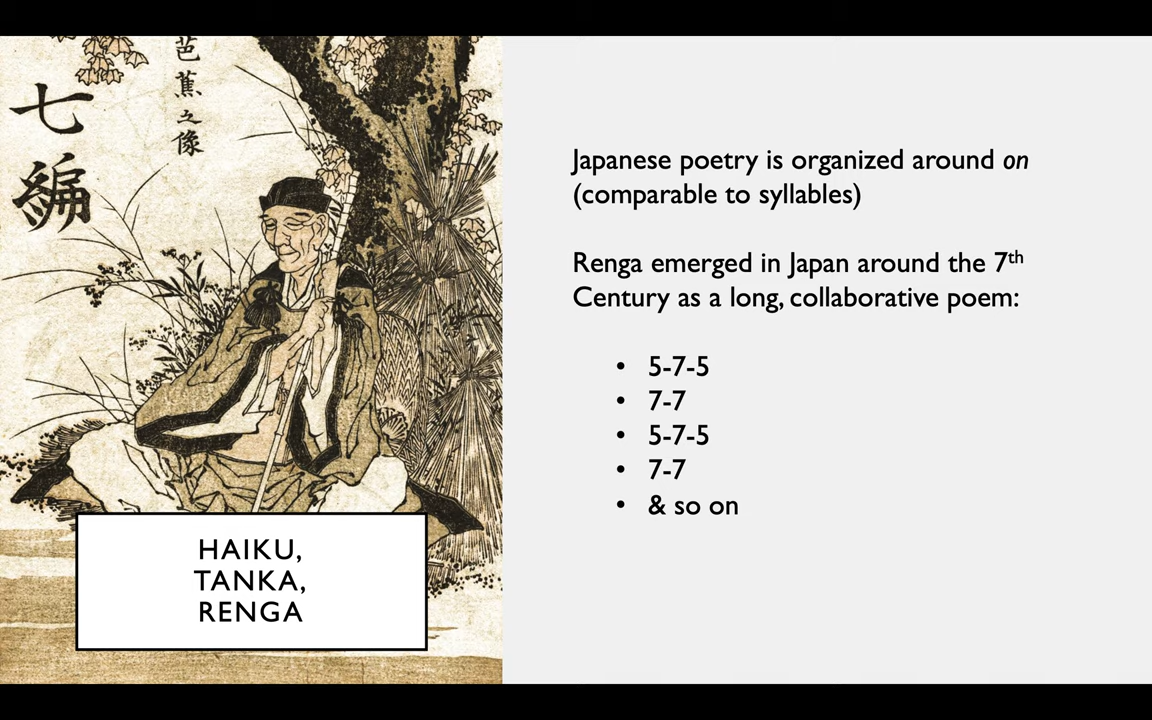 七編
芭蕉之像
Japanese poetry is organized around on
(comparable to syllables)
Renga emerged in Japan around the 7th
Century as a long, collaborative poem:
• 5-7-5
• 7-7
• 5-7-5
• 7-7
• & so on
HAIKU,
TANKA,
RENGA